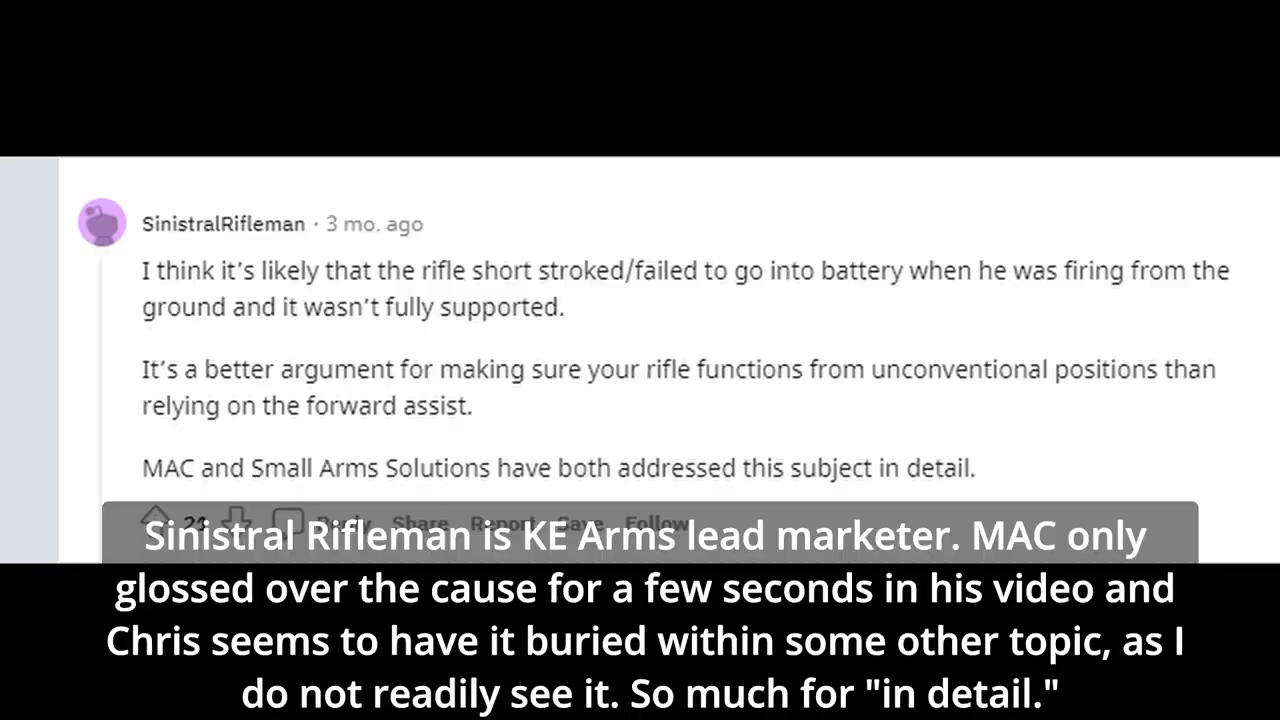 SinistralRifleman · 3 mo. ago
I think it’s likely that the rifle short stroked/failed to go into battery when he was firing from the
ground and it wasn’t fully supported.
It’s a better argument for making sure your rifle functions from unconventional positions than
relying on the forward assist.
MAC and Small Arms Solutions have both addressed this subject in detail.
Reply Share Report Save Follow
Sinistral Rifleman is KE Arms lead marketer. MAC only
glossed over the cause for a few seconds in his video and
Chris seems to have it buried within some other topic, as I
do not readily see it. So much for "in detail."